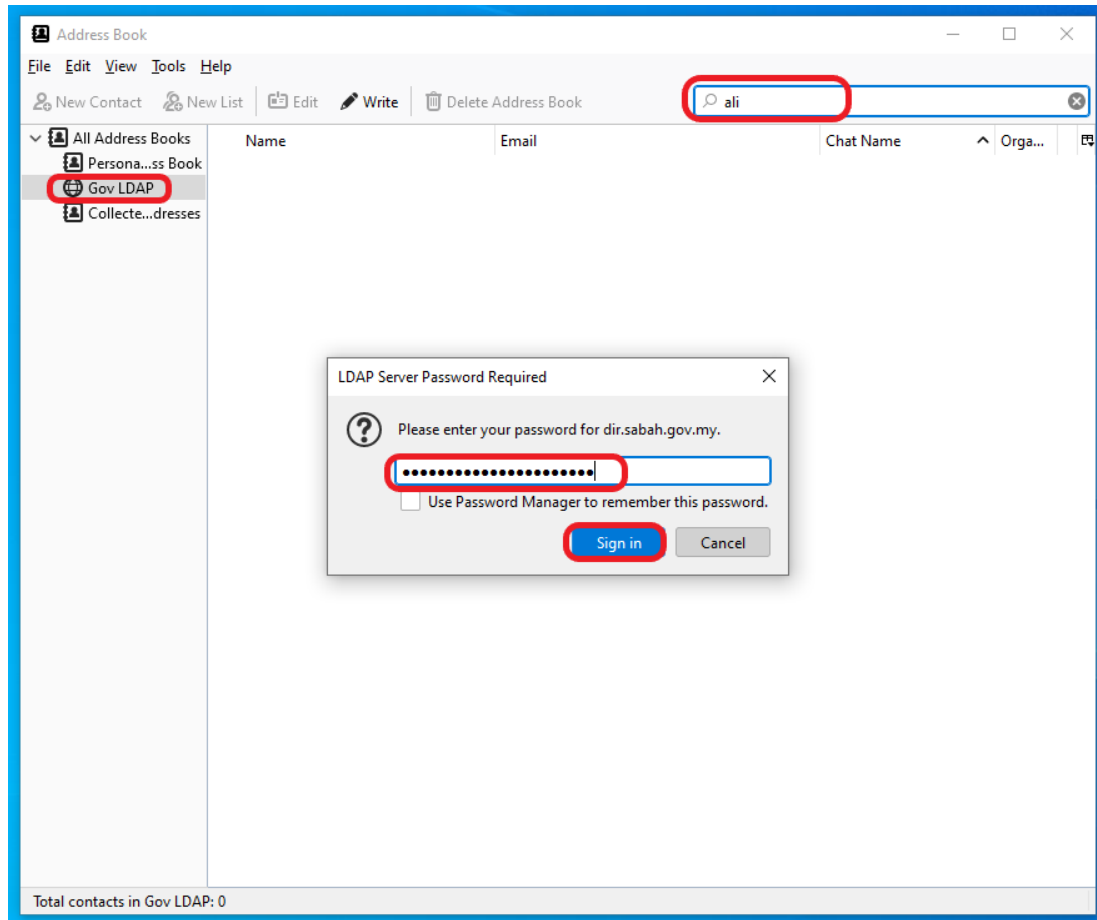 Address Book
File Edit View Tools Help
New Contact New List Edit Write Delete Address Book ali
All Address Books Name Email Chat Name Orga...
Persona...ss Book
Gov LDAP
Collecte...dresses
LDAP Server Password Required
Please enter your password for dir.sabah.gov.my.
••••••••••••••••••••••
Use Password Manager to remember this password.
Sign in Cancel
Total contacts in Gov LDAP: 0